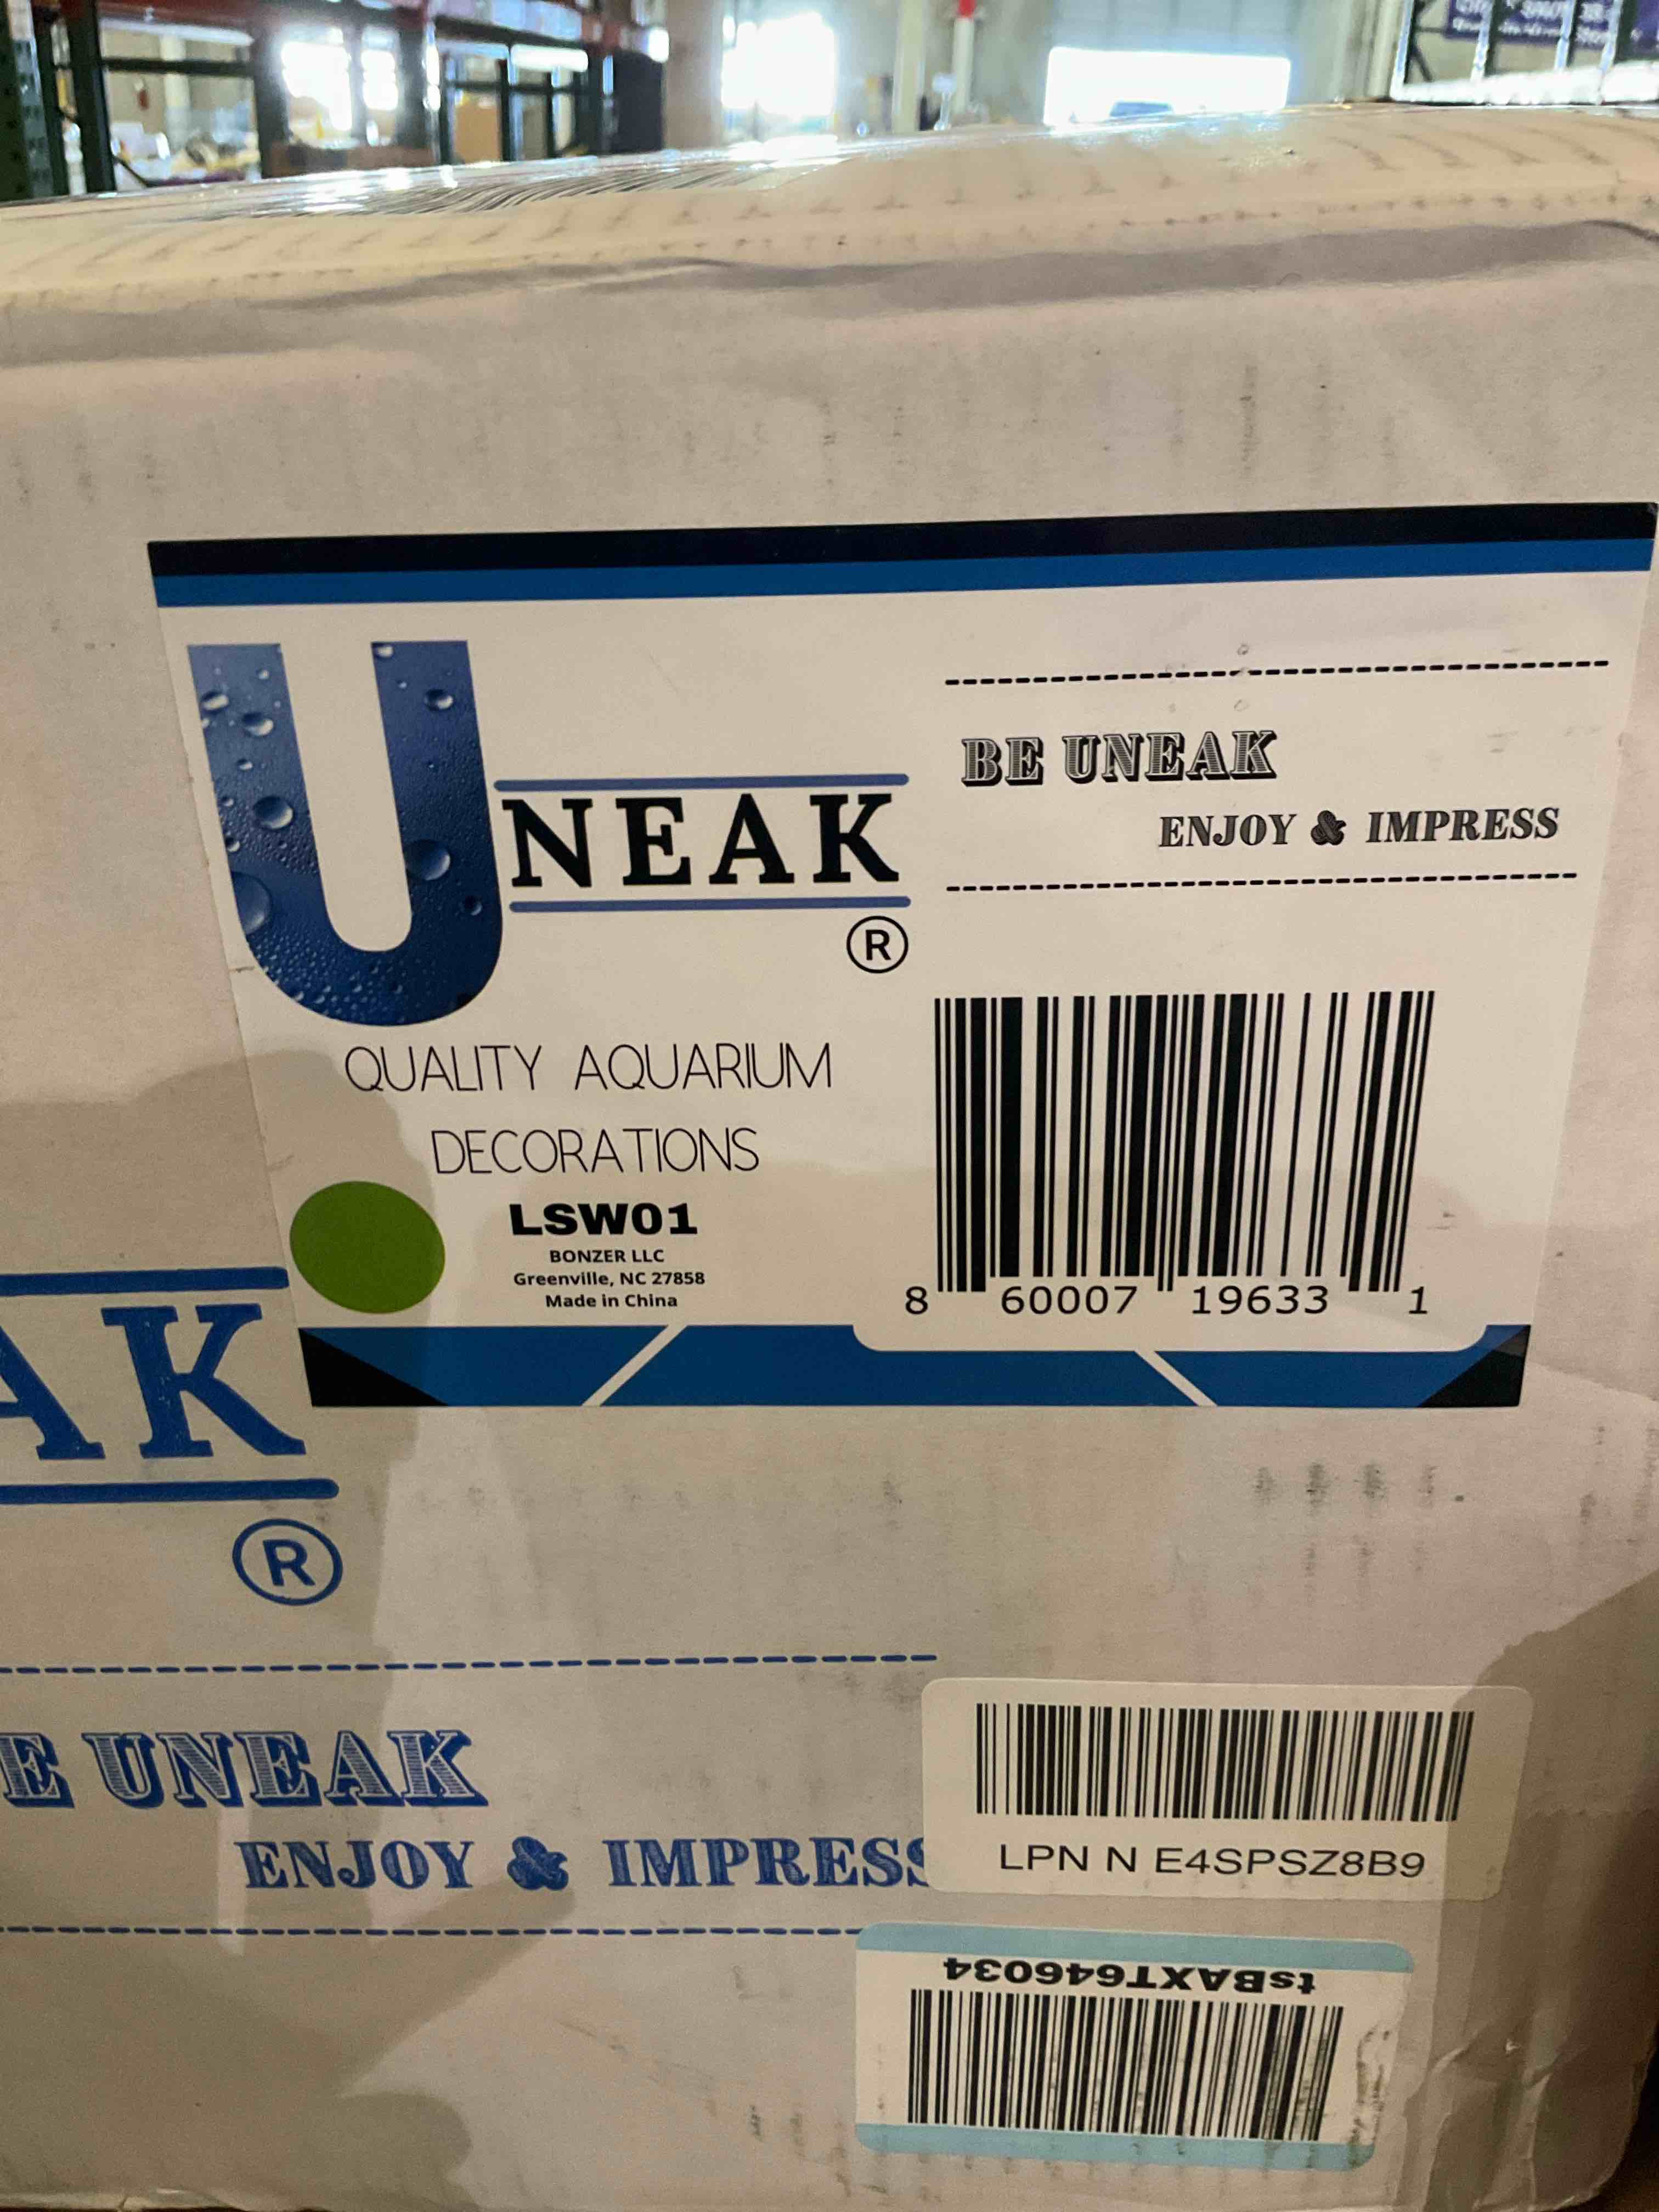 UNEAK
®
BE UNEAK
ENJOY & IMPRESS
QUALITY AQUARIUM
DECORATIONS
LSW01
BONZER LLC
Greenville, NC 27858
Made in China
8 60007 19633 1
AK
®
E UNEAK
ENJOY & IMPRESS
LPN N E4SPSZ8B9
tsBAXT646034